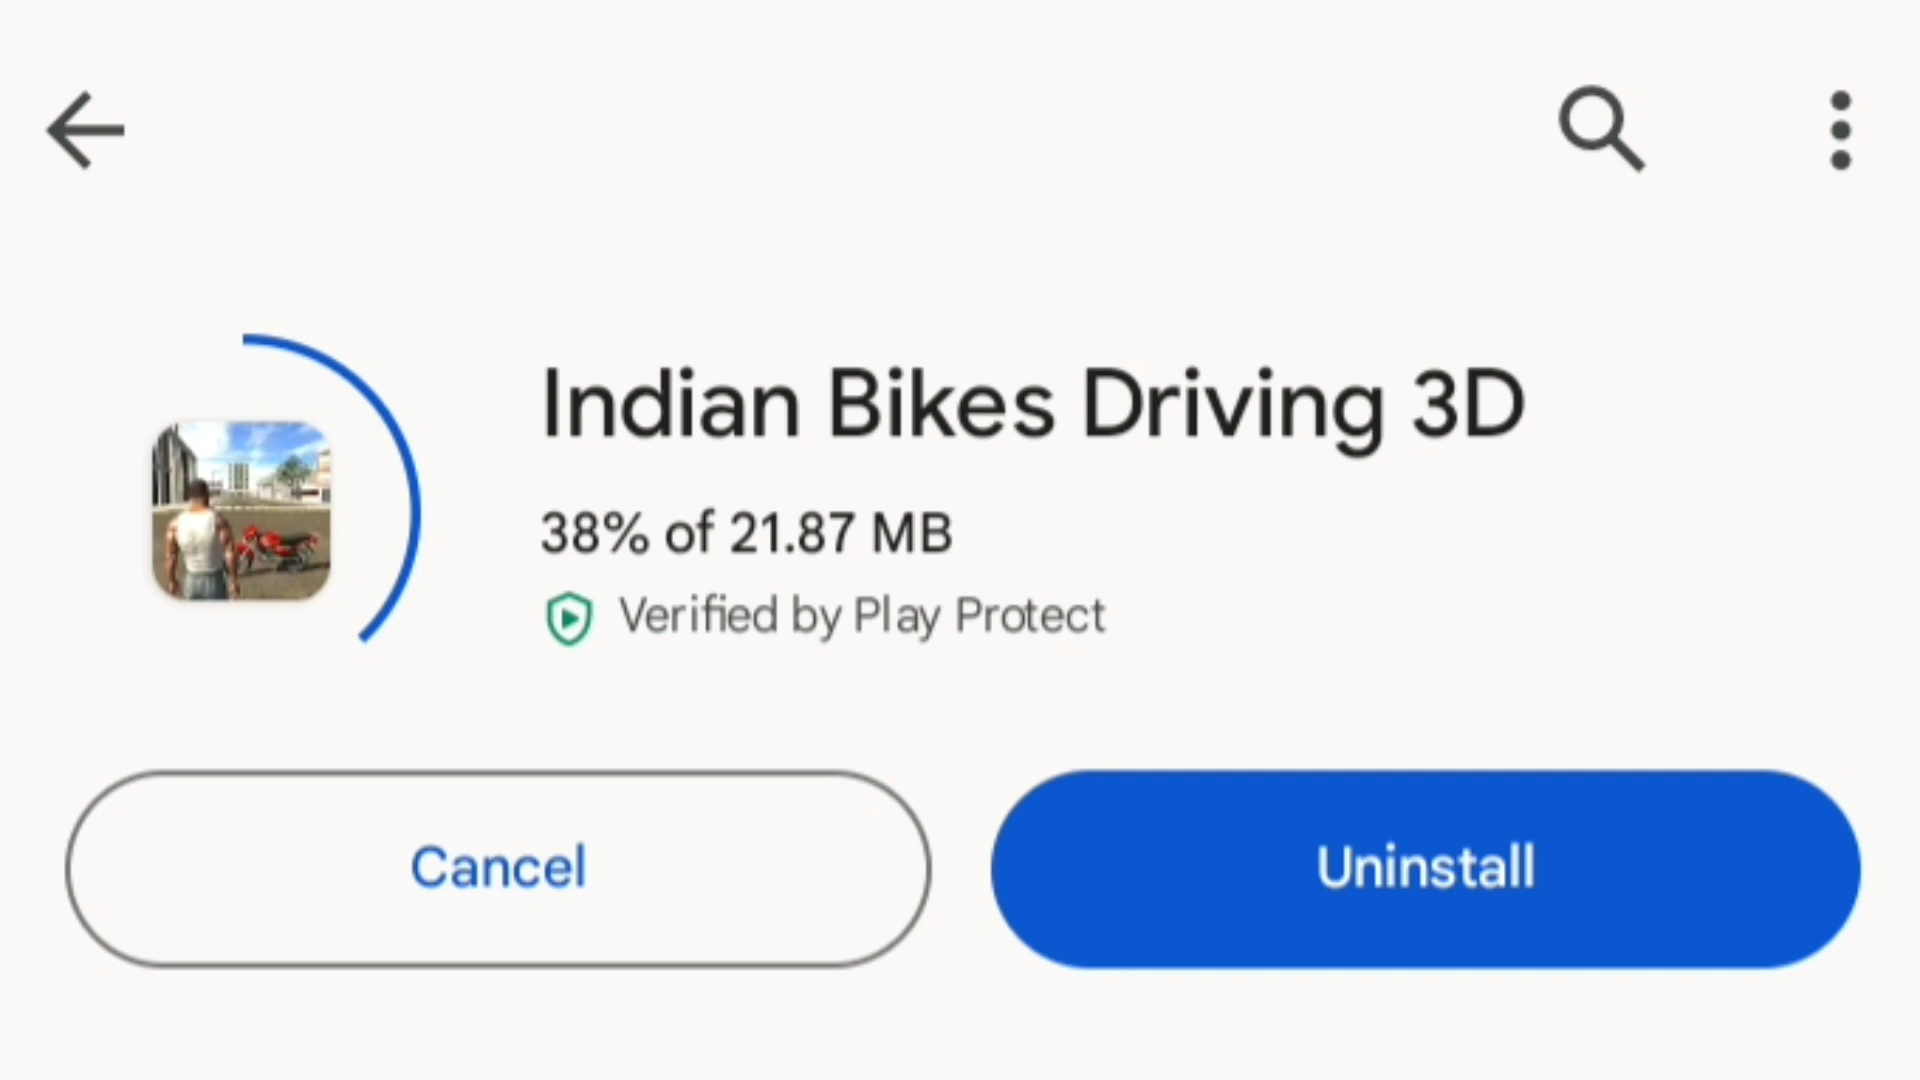 Indian Bikes Driving 3D
38% of 21.87 MB
Verified by Play Protect
Cancel
Uninstall